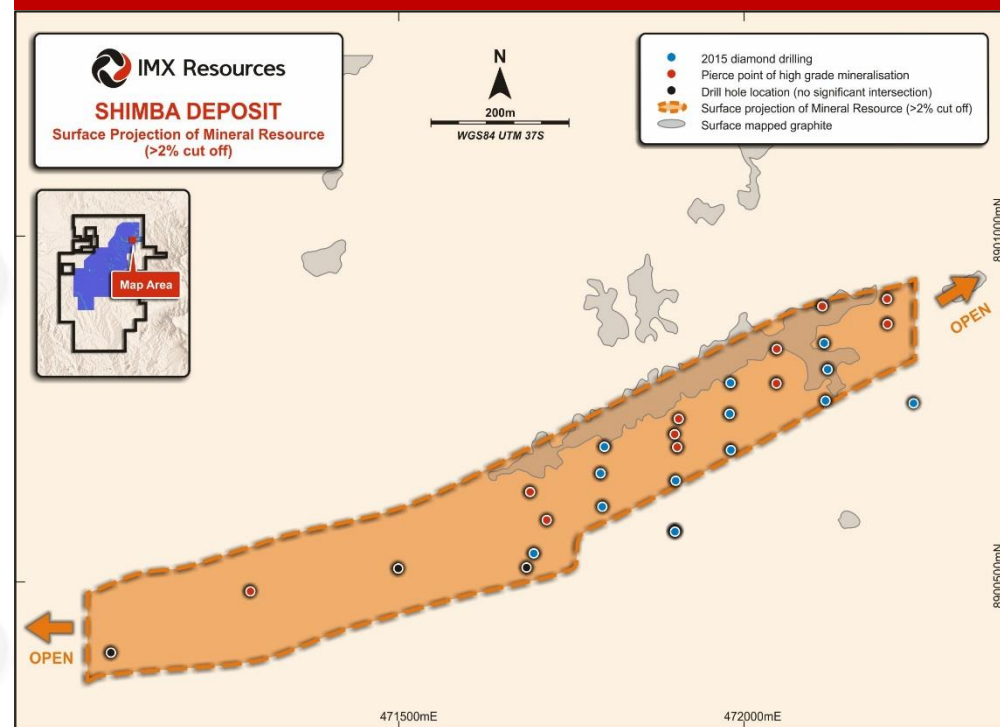 IMX Resources
SHIMBA DEPOSIT
Surface Projection of Mineral Resource
(>2% cut off)
N
200m
WGS84 UTM 37S
2015 diamond drilling
Pierce point of high grade mineralisation
Drill hole location (no significant intersection)
Surface projection of Mineral Resource (>2% cut off)
Surface mapped graphite
Map Area
8901000mN
OPEN
8900500mN
OPEN
471500mE
472000mE